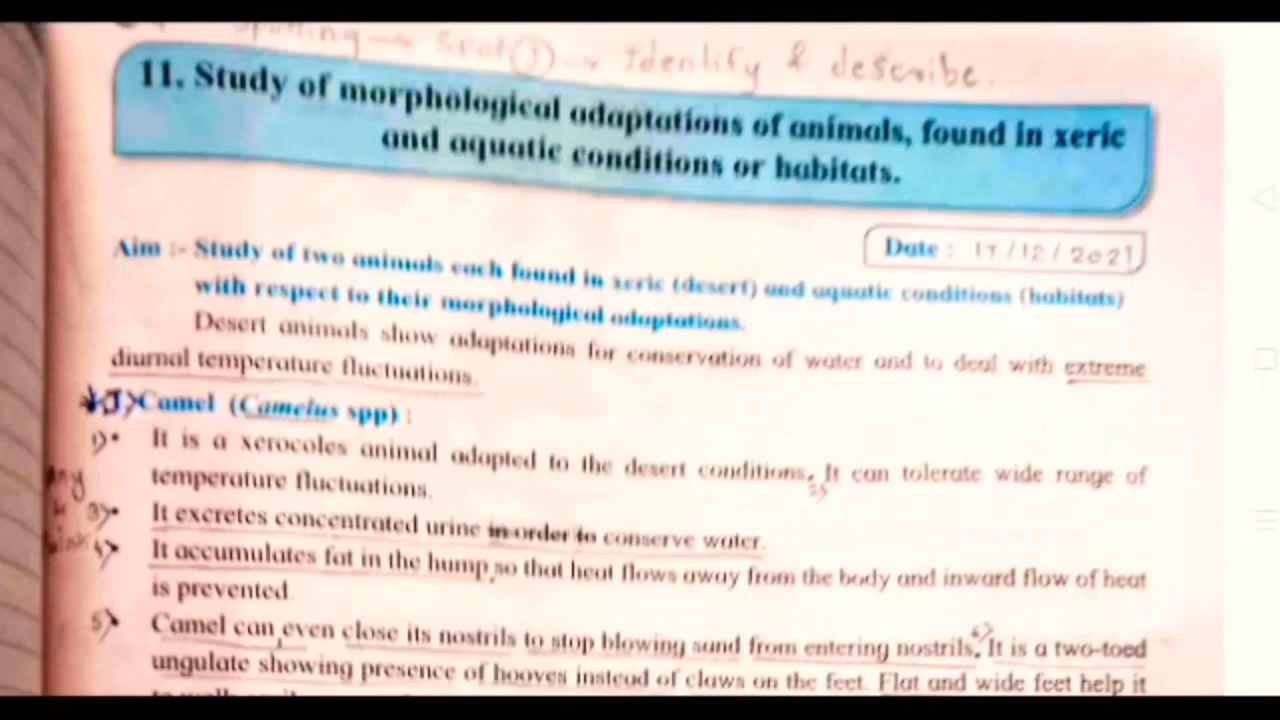 Spotting → Spot ① → Identify & describe.
11. Study of morphological adaptations of animals, found in xeric
and aquatic conditions or habitats.
Date : 17/12/2021
Aim :- Study of two animals each found in xeric (desert) and aquatic conditions (habitats)
with respect to their morphological adaptations.
Desert animals show adaptations for conservation of water and to deal with extreme
diurnal temperature fluctuations.
I) Camel (Camelus spp) :
1) • It is a xerocoles animal adapted to the desert conditions. 2) It can tolerate wide range of
temperature fluctuations.
any
3) • It excretes concentrated urine in order to conserve water.
4) It accumulates fat in the hump, so that heat flows away from the body and inward flow of heat
is prevented.
5) Camel can even close its nostrils to stop blowing sand from entering nostrils. 6) It is a two-toed
ungulate showing presence of hooves instead of claws on the feet. Flat and wide feet help it